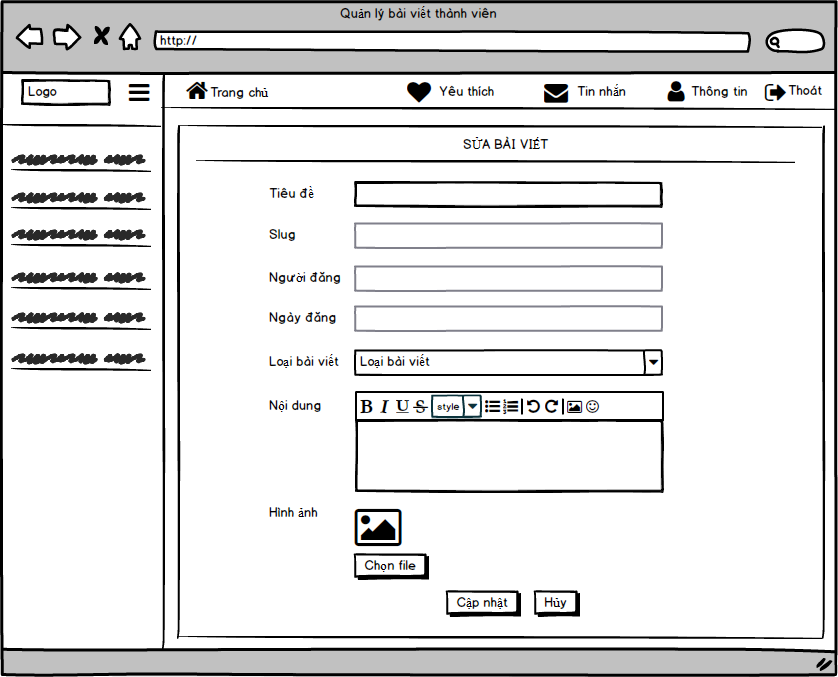 Quản lý bài viết thành viên
http://
Logo
Trang chủ
Yêu thích
Tin nhắn
Thông tin
Thoát
SỬA BÀI VIẾT
Tiêu đề
Slug
Người đăng
Ngày đăng
Loại bài viết
Loại bài viết
Nội dung
B I U S style
Hình ảnh
Chọn file
Cập nhật
Hủy